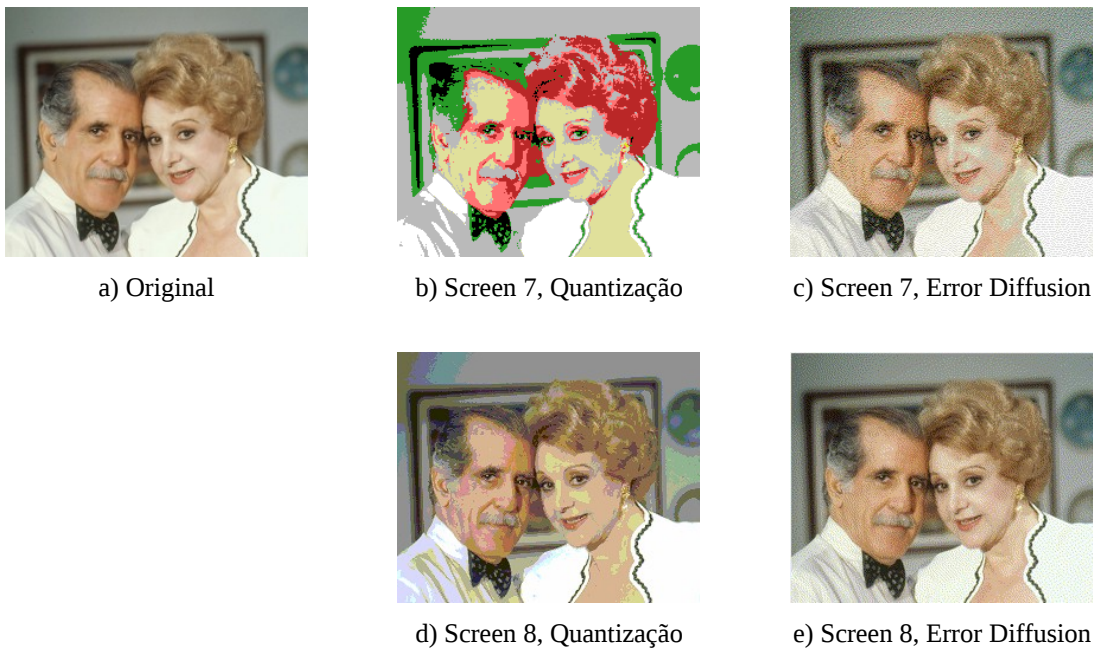 a) Original
b) Screen 7, Quantização
c) Screen 7, Error Diffusion
d) Screen 8, Quantização
e) Screen 8, Error Diffusion